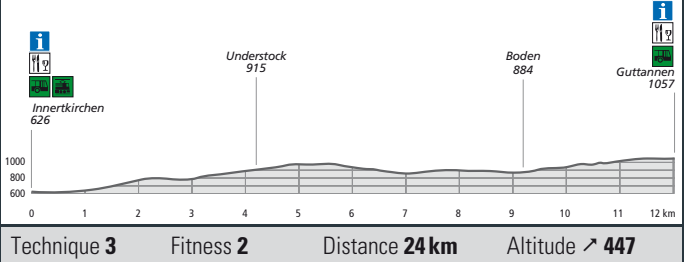 i
i
Understock
915
Boden
884
Guttannen
1057
Innertkirchen
626
1000
800
600
0 1 2 3 4 5 6 7 8 9 10 11 12 km
Technique 3 Fitness 2 Distance 24 km Altitude ↗ 447